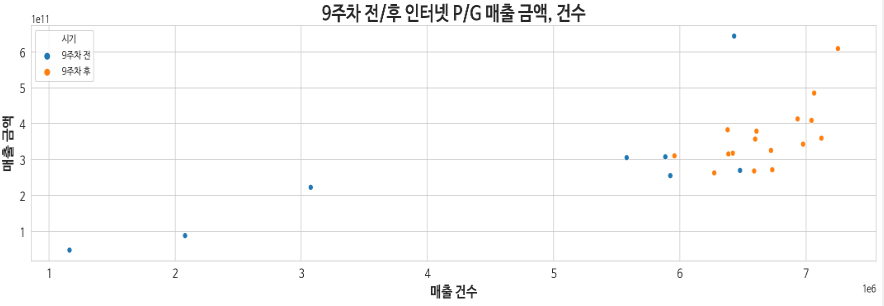 9주차 전/후 인터넷 P/G 매출 금액, 건수
1e11
시기
9주차 전
9주차 후
6
5
4
3
2
1
매출 금액
1 2 3 4 5 6 7
매출 건수
1e6